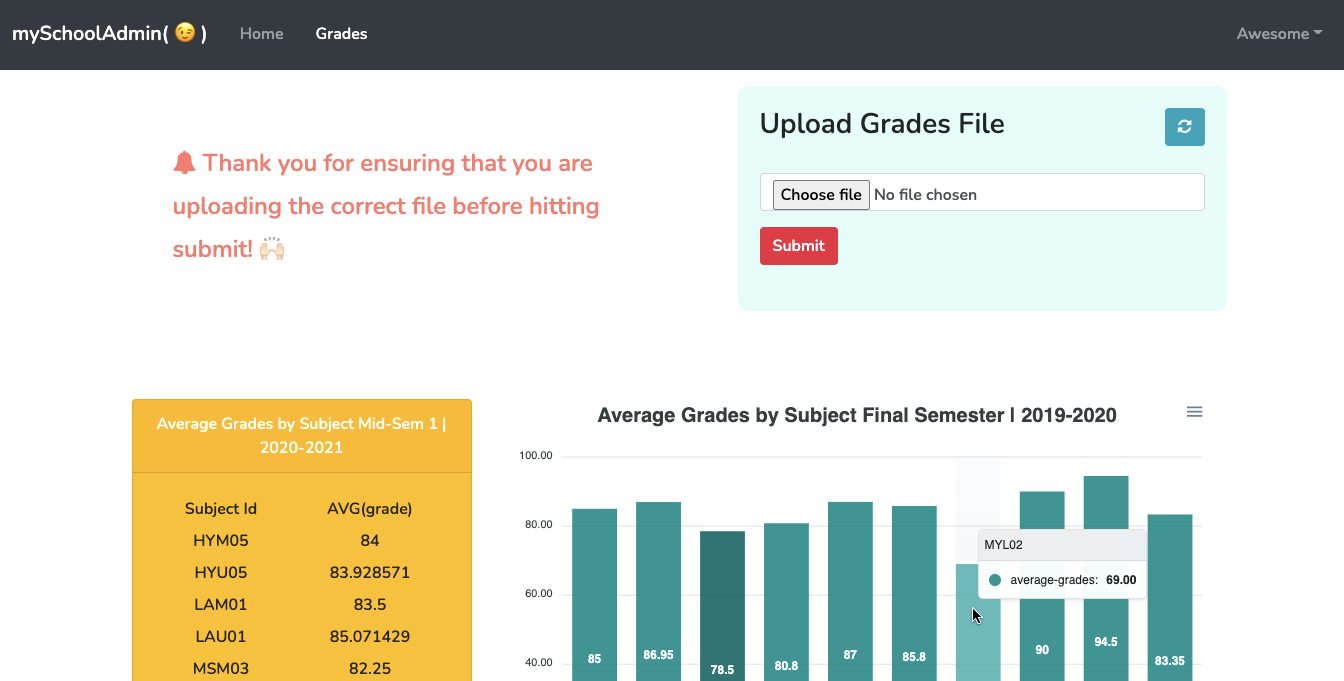 mySchoolAdmin( 😉 ) Home Grades Awesome
Upload Grades File
🔔 Thank you for ensuring that you are
uploading the correct file before hitting
submit! 🙌🏻
Choose file No file chosen
Submit
Average Grades by Subject Mid-Sem 1 |
2020-2021
Subject Id AVG(grade)
HYM05 84
HYU05 83.928571
LAM01 83.5
LAU01 85.071429
MSM03 82.25
Average Grades by Subject Final Semester | 2019-2020
100.00
80.00
60.00
40.00
MYL02
average-grades: 69.00
85 86.95 78.5 80.8 87 85.8 90 94.5 83.35